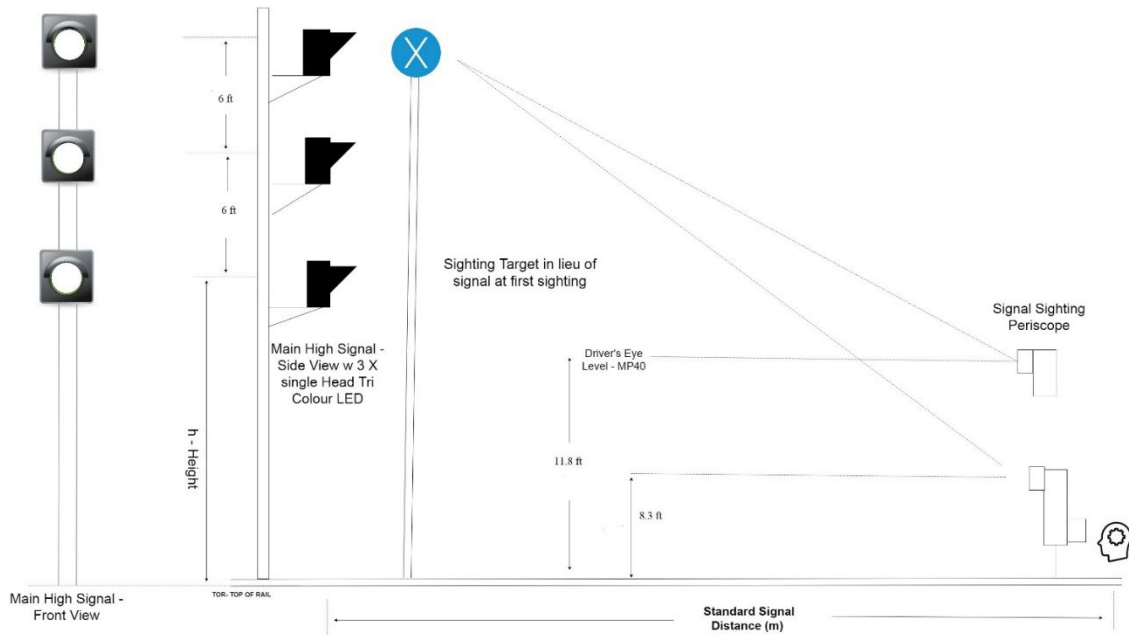 X
6 ft
6 ft
Sighting Target in lieu of
signal at first sighting
Signal Sighting
Periscope
Main High Signal -
Side View w 3 X
single Head Tri
Colour LED
Driver's Eye
Level - MP40
h - Height
11.8 ft
8.3 ft
Main High Signal -
Front View
TOR- TOP OF RAIL
Standard Signal
Distance (m)